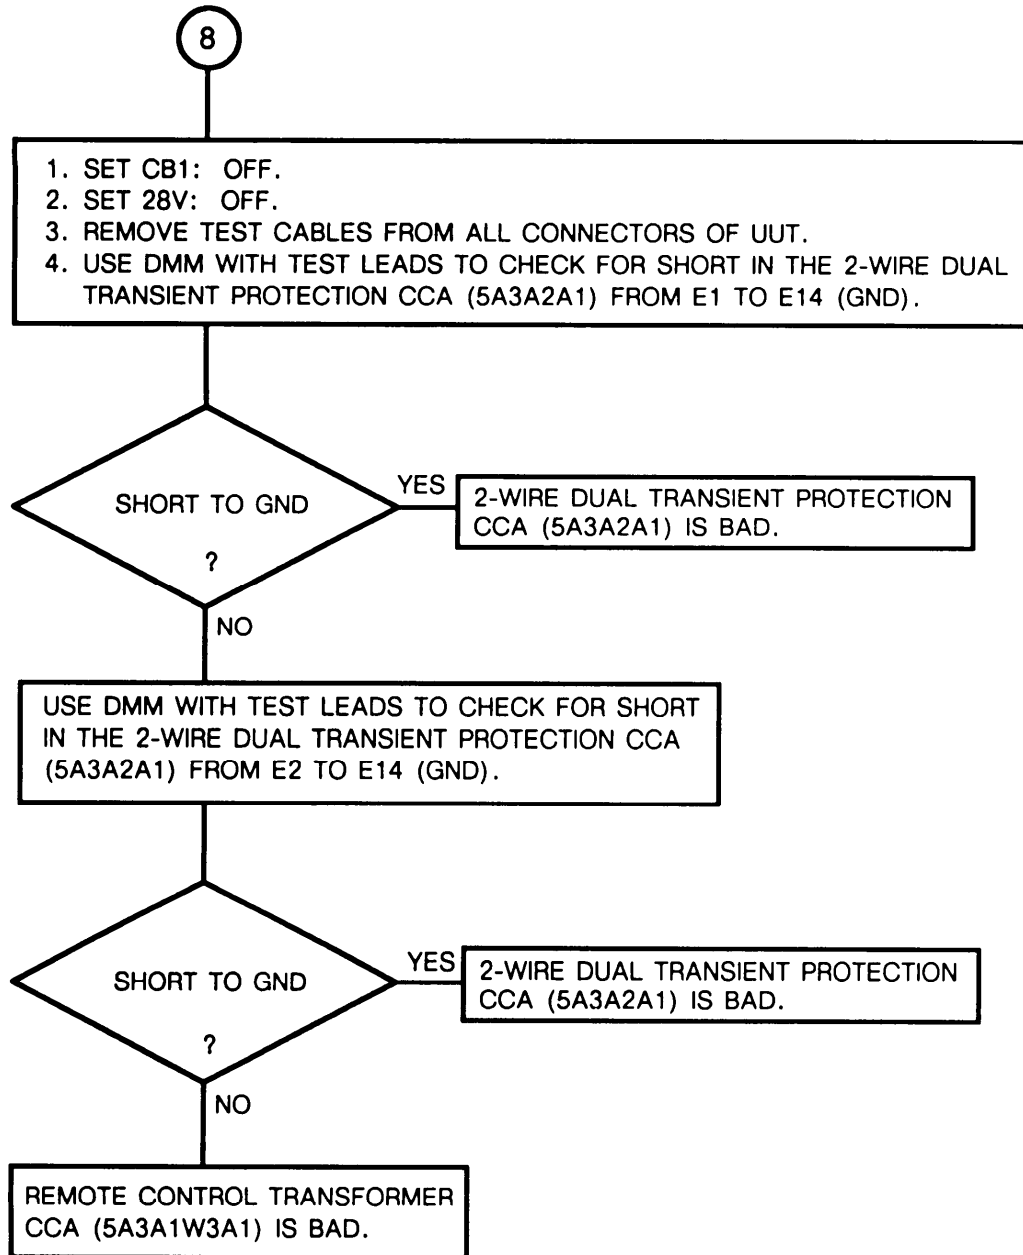 8
1. SET CB1: OFF.
2. SET 28V: OFF.
3. REMOVE TEST CABLES FROM ALL CONNECTORS OF UUT.
4. USE DMM WITH TEST LEADS TO CHECK FOR SHORT IN THE 2-WIRE DUAL
TRANSIENT PROTECTION CCA (5A3A2A1) FROM E1 TO E14 (GND).
SHORT TO GND
?
YES
2-WIRE DUAL TRANSIENT PROTECTION
CCA (5A3A2A1) IS BAD.
NO
USE DMM WITH TEST LEADS TO CHECK FOR SHORT
IN THE 2-WIRE DUAL TRANSIENT PROTECTION CCA
(5A3A2A1) FROM E2 TO E14 (GND).
SHORT TO GND
?
YES
2-WIRE DUAL TRANSIENT PROTECTION
CCA (5A3A2A1) IS BAD.
NO
REMOTE CONTROL TRANSFORMER
CCA (5A3A1W3A1) IS BAD.